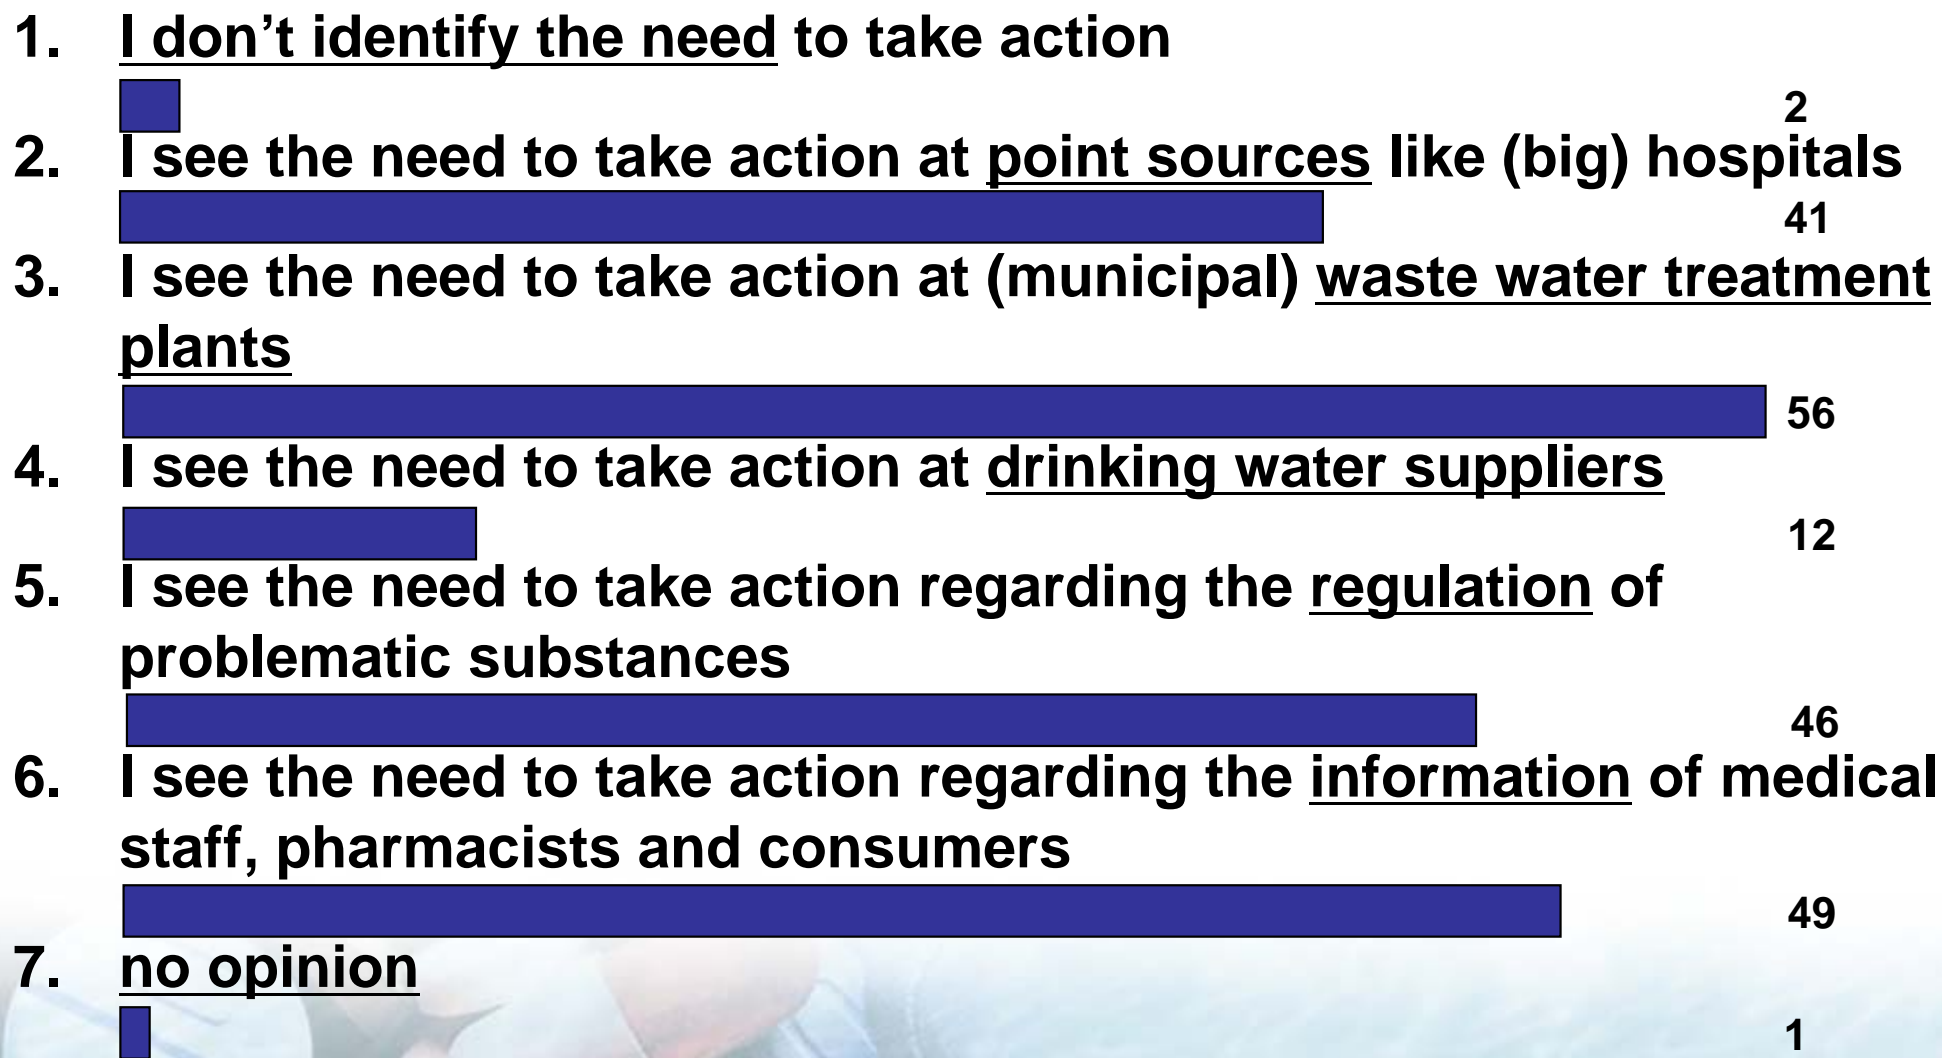 1. I don’t identify the need to take action
2
2. I see the need to take action at point sources like (big) hospitals
41
3. I see the need to take action at (municipal) waste water treatment
plants
56
4. I see the need to take action at drinking water suppliers
12
5. I see the need to take action regarding the regulation of
problematic substances
46
6. I see the need to take action regarding the information of medical
staff, pharmacists and consumers
49
7. no opinion
1